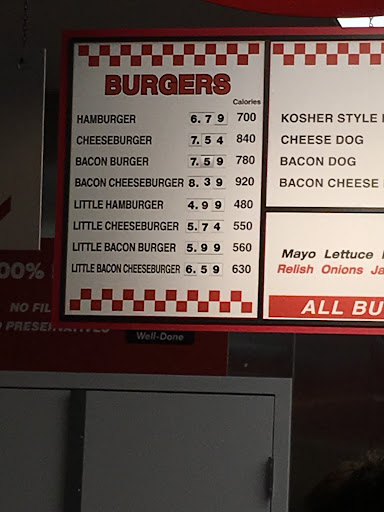 BURGERS
Calories
HAMBURGER 6.79 700
CHEESEBURGER 7.54 840
BACON BURGER 7.59 780
BACON CHEESEBURGER 8.39 920
LITTLE HAMBURGER 4.99 480
LITTLE CHEESEBURGER 5.74 550
LITTLE BACON BURGER 5.99 560
LITTLE BACON CHEESEBURGER 6.59 630
KOSHER STYLE
CHEESE DOG
BACON DOG
BACON CHEESE
Mayo Lettuce
Relish Onions Ja
ALL BU
00%
NO FIL
PRESERVATIVES
Well-Done